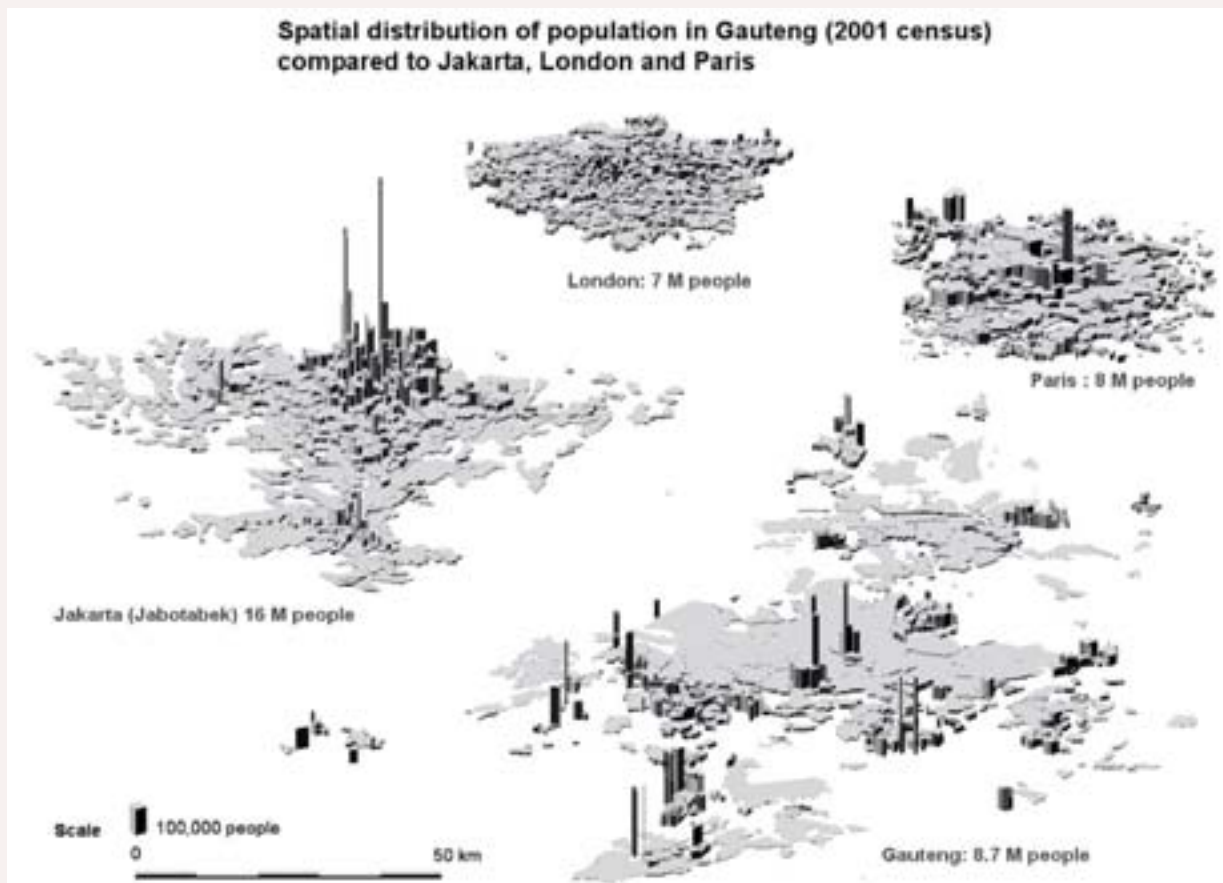 Spatial distribution of population in Gauteng (2001 census)
compared to Jakarta, London and Paris
London: 7 M people
Paris : 8 M people
Jakarta (Jabotabek) 16 M people
Scale
100,000 people
0
50 km
Gauteng: 8.7 M people